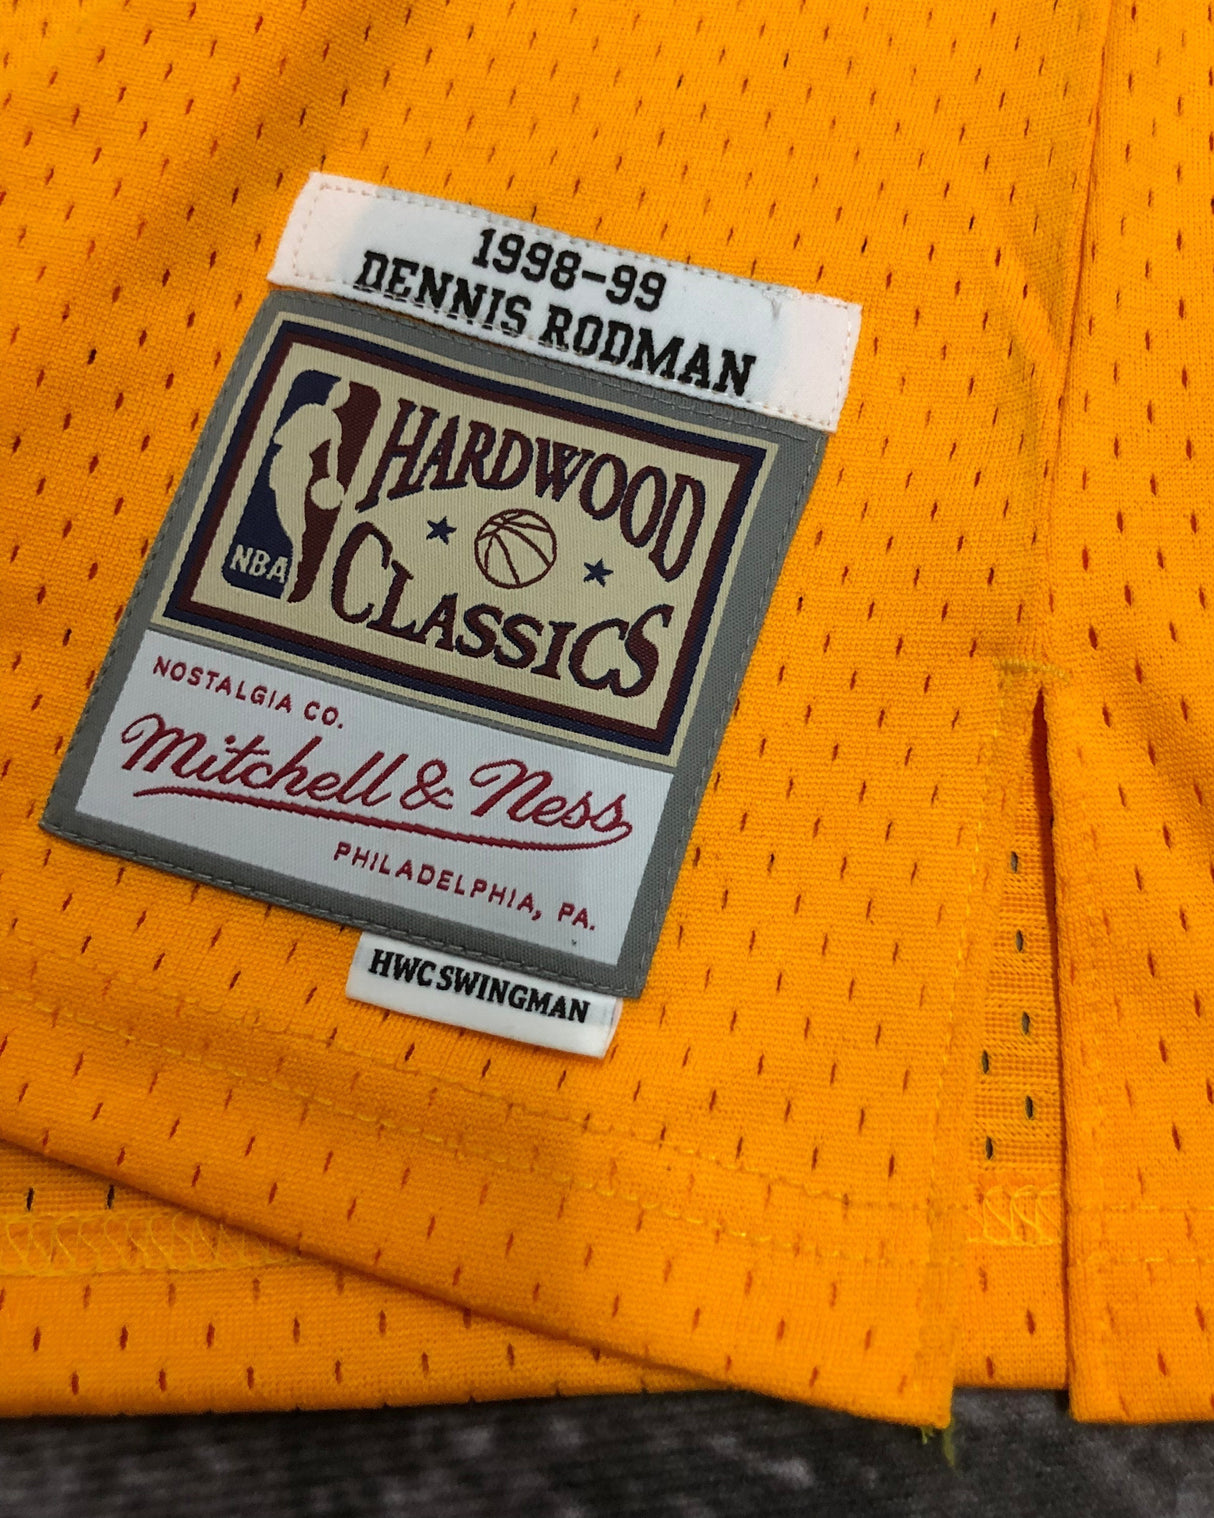 1998-99
DENNIS RODMAN
HARDWOOD
CLASSICS
NBA
NOSTALGIA CO.
Mitchell & Ness
PHILADELPHIA, PA.
HWC SWINGMAN